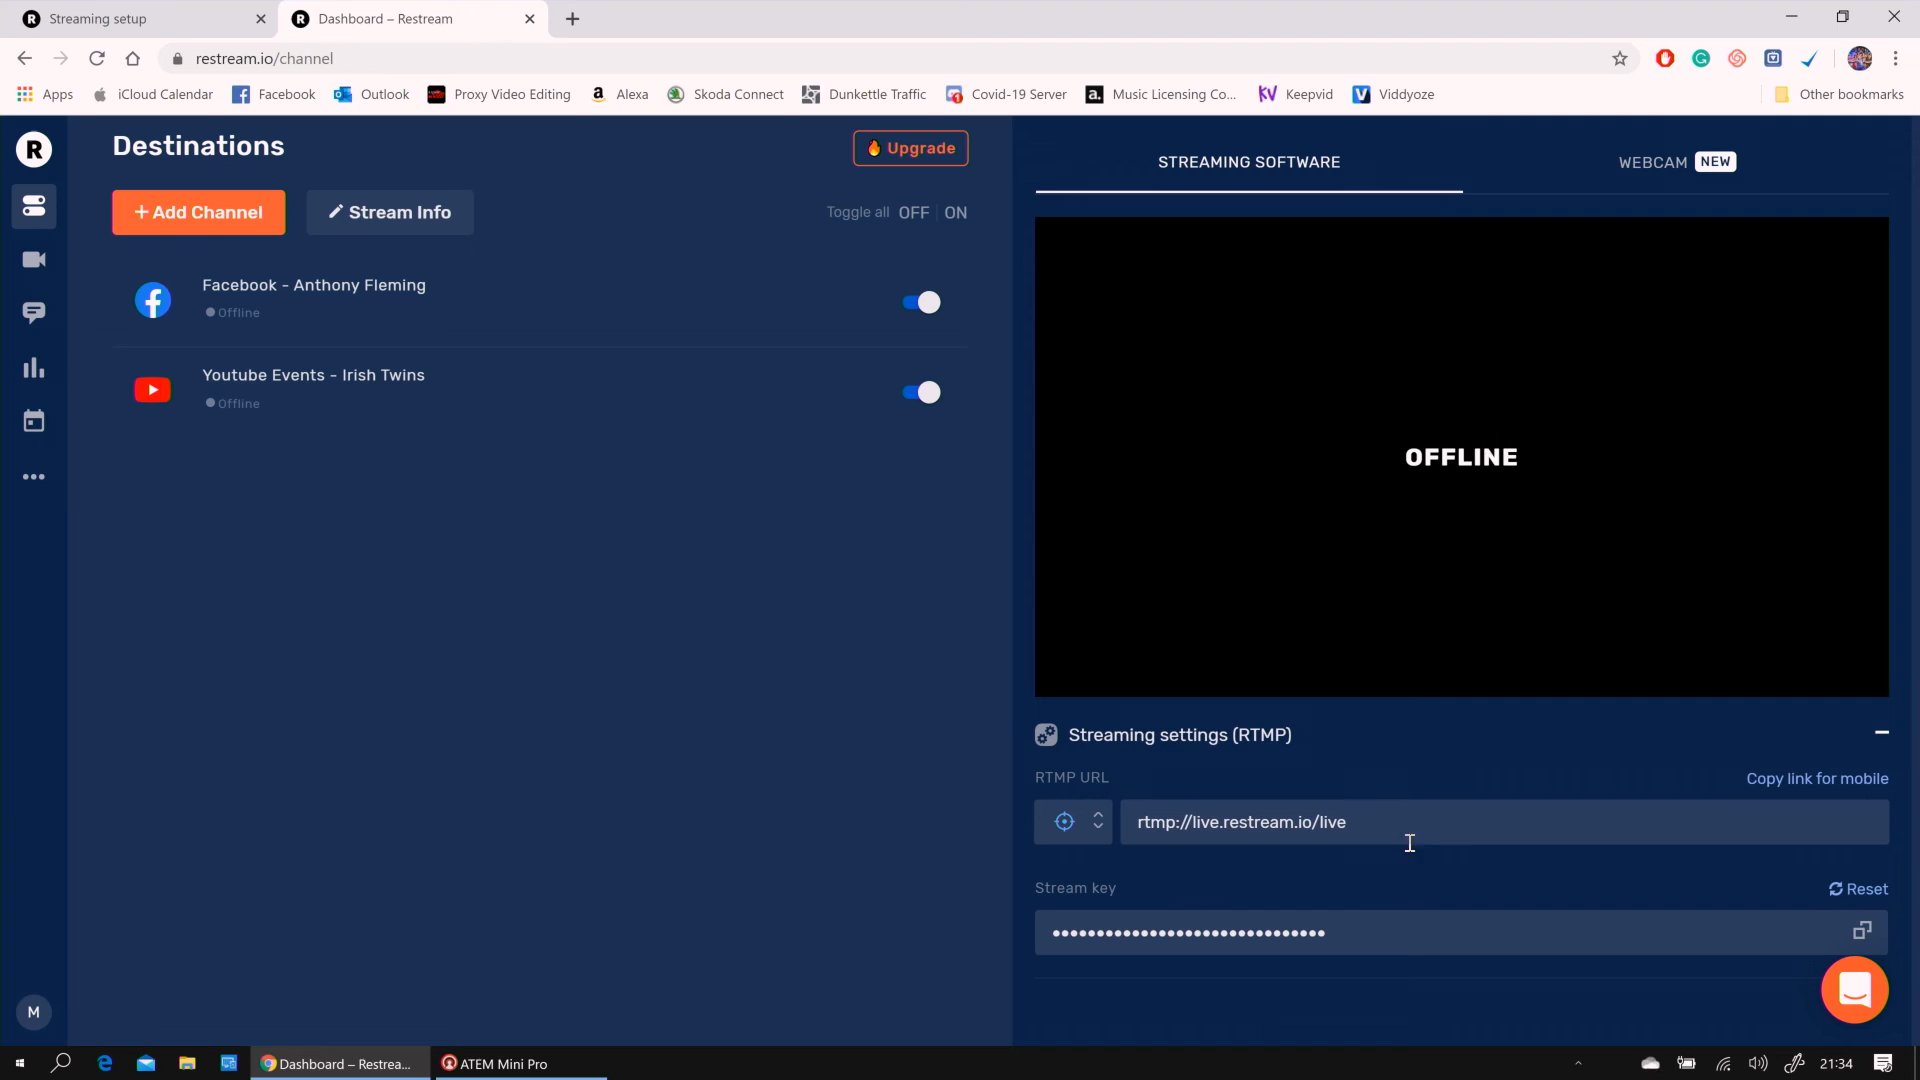 Streaming setup
Dashboard – Restream
restream.io/channel
Apps
iCloud Calendar
Facebook
Outlook
Proxy Video Editing
Alexa
Skoda Connect
Dunkettle Traffic
Covid-19 Server
Music Licensing Co...
Keepvid
Viddyoze
Other bookmarks
R
Destinations
Upgrade
+ Add Channel
Stream Info
Toggle all OFF ON
Facebook - Anthony Fleming
Offline
Youtube Events - Irish Twins
Offline
M
STREAMING SOFTWARE
WEBCAM NEW
OFFLINE
Streaming settings (RTMP)
RTMP URL
Copy link for mobile
rtmp://live.restream.io/live
Stream key
Reset
•••••••••••••••••••••••••••••••
Dashboard – Restrea...
ATEM Mini Pro
21:34